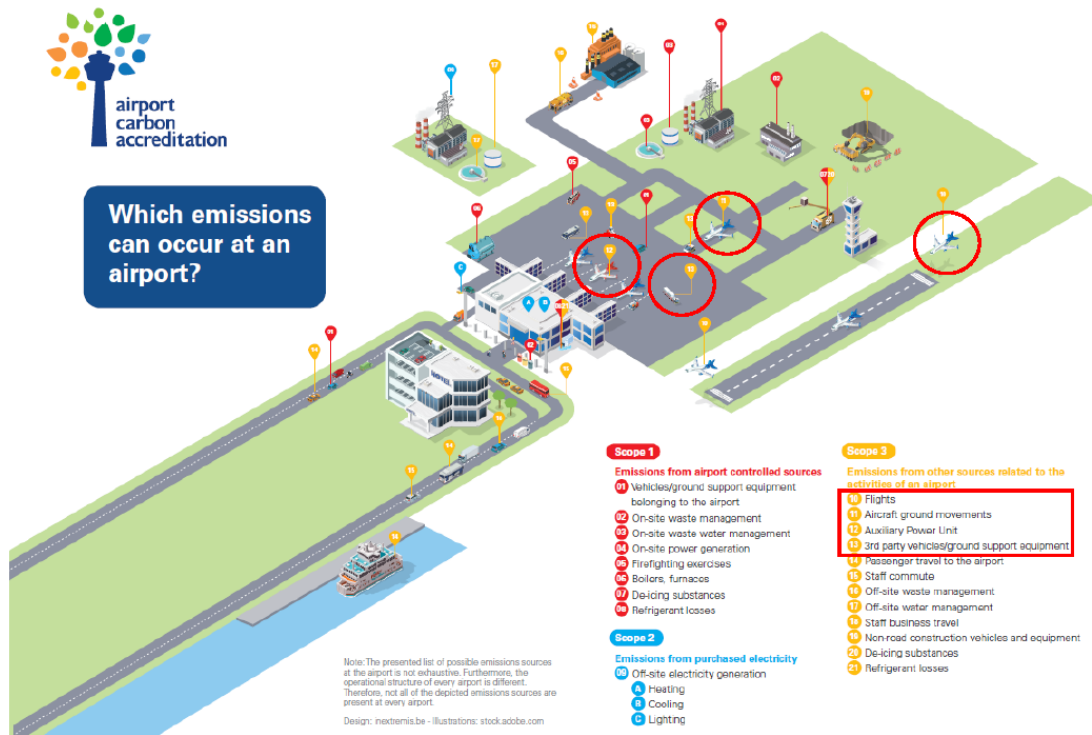 airport
carbon
accreditation
Which emissions
can occur at an
airport?
Scope 1
Emissions from airport controlled sources
01 Vehicles/ground support equipment
belonging to the airport
02 On-site waste management
03 On-site waste water management
04 On-site power generation
05 Firefighting exercises
06 Boilers, furnaces
07 De-icing substances
08 Refrigerant losses
Scope 2
Emissions from purchased electricity
09 Off-site electricity generation
A Heating
B Cooling
C Lighting
Scope 3
Emissions from other sources related to the
activities of an airport
10 Flights
11 Aircraft ground movements
12 Auxiliary Power Unit
13 3rd party vehicles/ground support equipment
14 Passenger travel to the airport
15 Staff commute
16 Off-site waste management
17 Off-site water management
18 Staff business travel
19 Non-road construction vehicles and equipment
20 De-icing substances
21 Refrigerant losses
Note: The presented list of possible emissions sources
at the airport is not exhaustive. Furthermore, the
operational structure of every airport is different.
Therefore, not all of the depicted emissions sources are
present at every airport.
Design: inextremis.be - Illustrations: stock.adobe.com